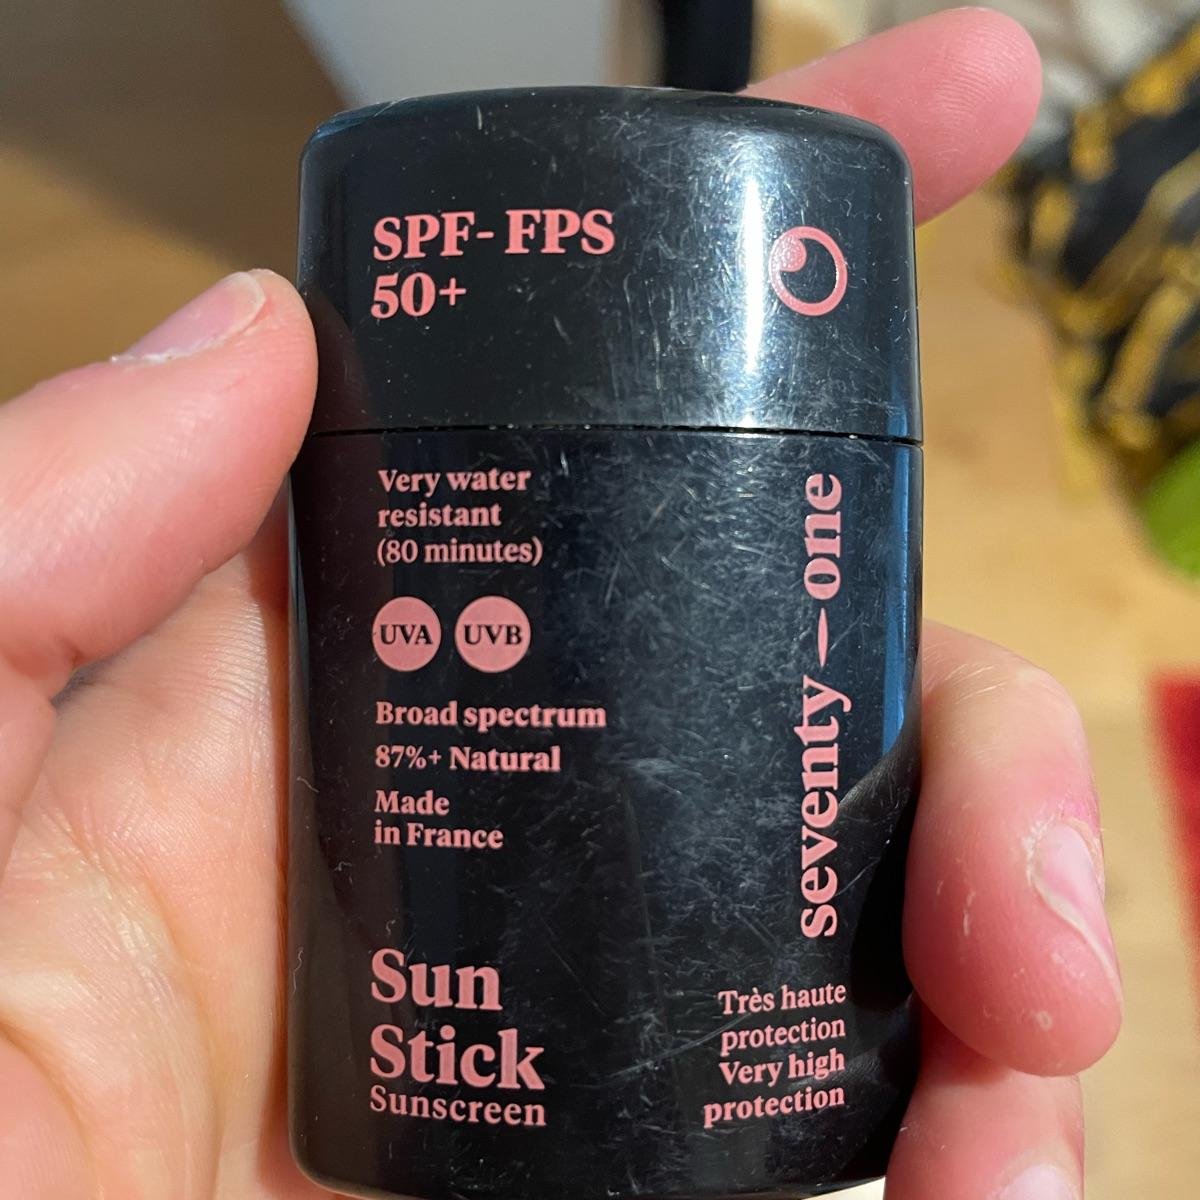 SPF- FPS
50+
Very water
resistant
(80 minutes)
UVA UVB
Broad spectrum
87%+ Natural
Made
in France
Sun
Stick
Sunscreen
seventy—one
Très haute
protection
Very high
protection